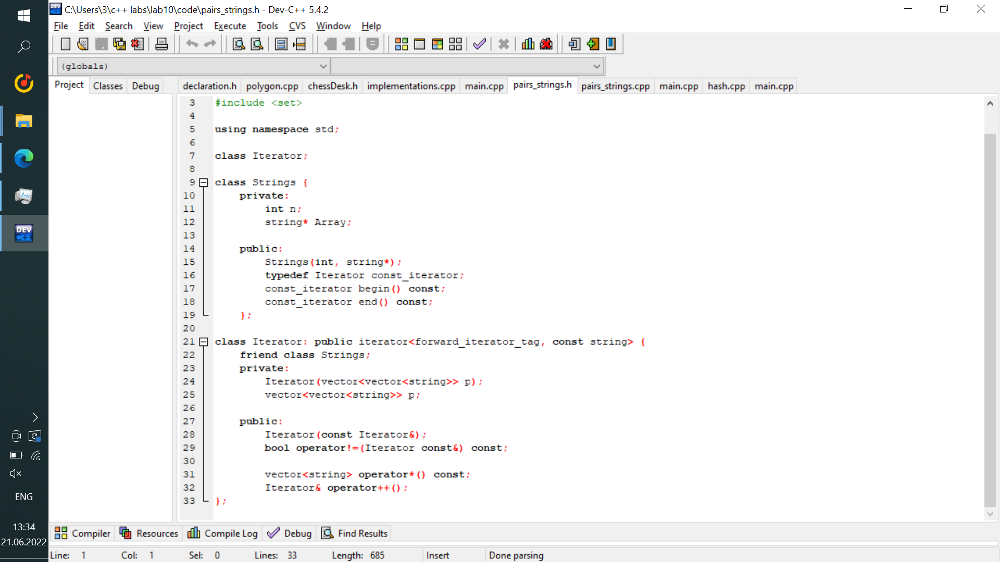 C:\Users\3\c++ labs\lab10\code\pairs_strings.h - Dev-C++ 5.4.2
File Edit Search View Project Execute Tools CVS Window Help
(globals)
Project Classes Debug
declaration.h polygon.cpp chessDesk.h implementations.cpp main.cpp pairs_strings.h pairs_strings.cpp main.cpp hash.cpp main.cpp
3 #include <set>
4
5 using namespace std;
6
7 class Iterator;
8
9 class Strings {
10 private:
11 int n;
12 string* Array;
13
14 public:
15 Strings(int, string*);
16 typedef Iterator const_iterator;
17 const_iterator begin() const;
18 const_iterator end() const;
19 };
20
21 class Iterator: public iterator<forward_iterator_tag, const string> {
22 friend class Strings;
23 private:
24 Iterator(vector<vector<string>> p);
25 vector<vector<string>> p;
26
27 public:
28 Iterator(const Iterator&);
29 bool operator!=(Iterator const&) const;
30
31 vector<string> operator*() const;
32 Iterator& operator++();
33 };
DEV C++
ENG
13:34
21.06.2022
Compiler Resources Compile Log Debug Find Results
Line: 1 Col: 1 Sel: 0 Lines: 33 Length: 685 Insert Done parsing